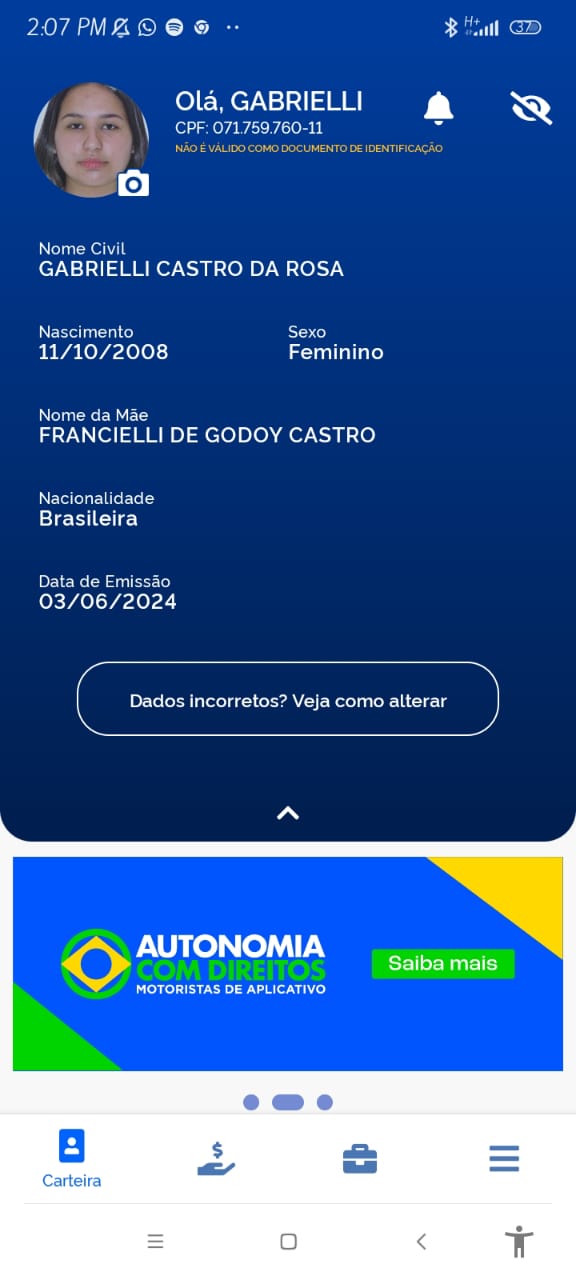 2:07 PM
H+
37
Olá, GABRIELLI
CPF: 071.759.760-11
NÃO É VÁLIDO COMO DOCUMENTO DE IDENTIFICAÇÃO
Nome Civil
GABRIELLI CASTRO DA ROSA
Nascimento Sexo
11/10/2008 Feminino
Nome da Mãe
FRANCIELLI DE GODOY CASTRO
Nacionalidade
Brasileira
Data de Emissão
03/06/2024
Dados incorretos? Veja como alterar
AUTONOMIA
COM DIREITOS
MOTORISTAS DE APLICATIVO
Saiba mais
Carteira